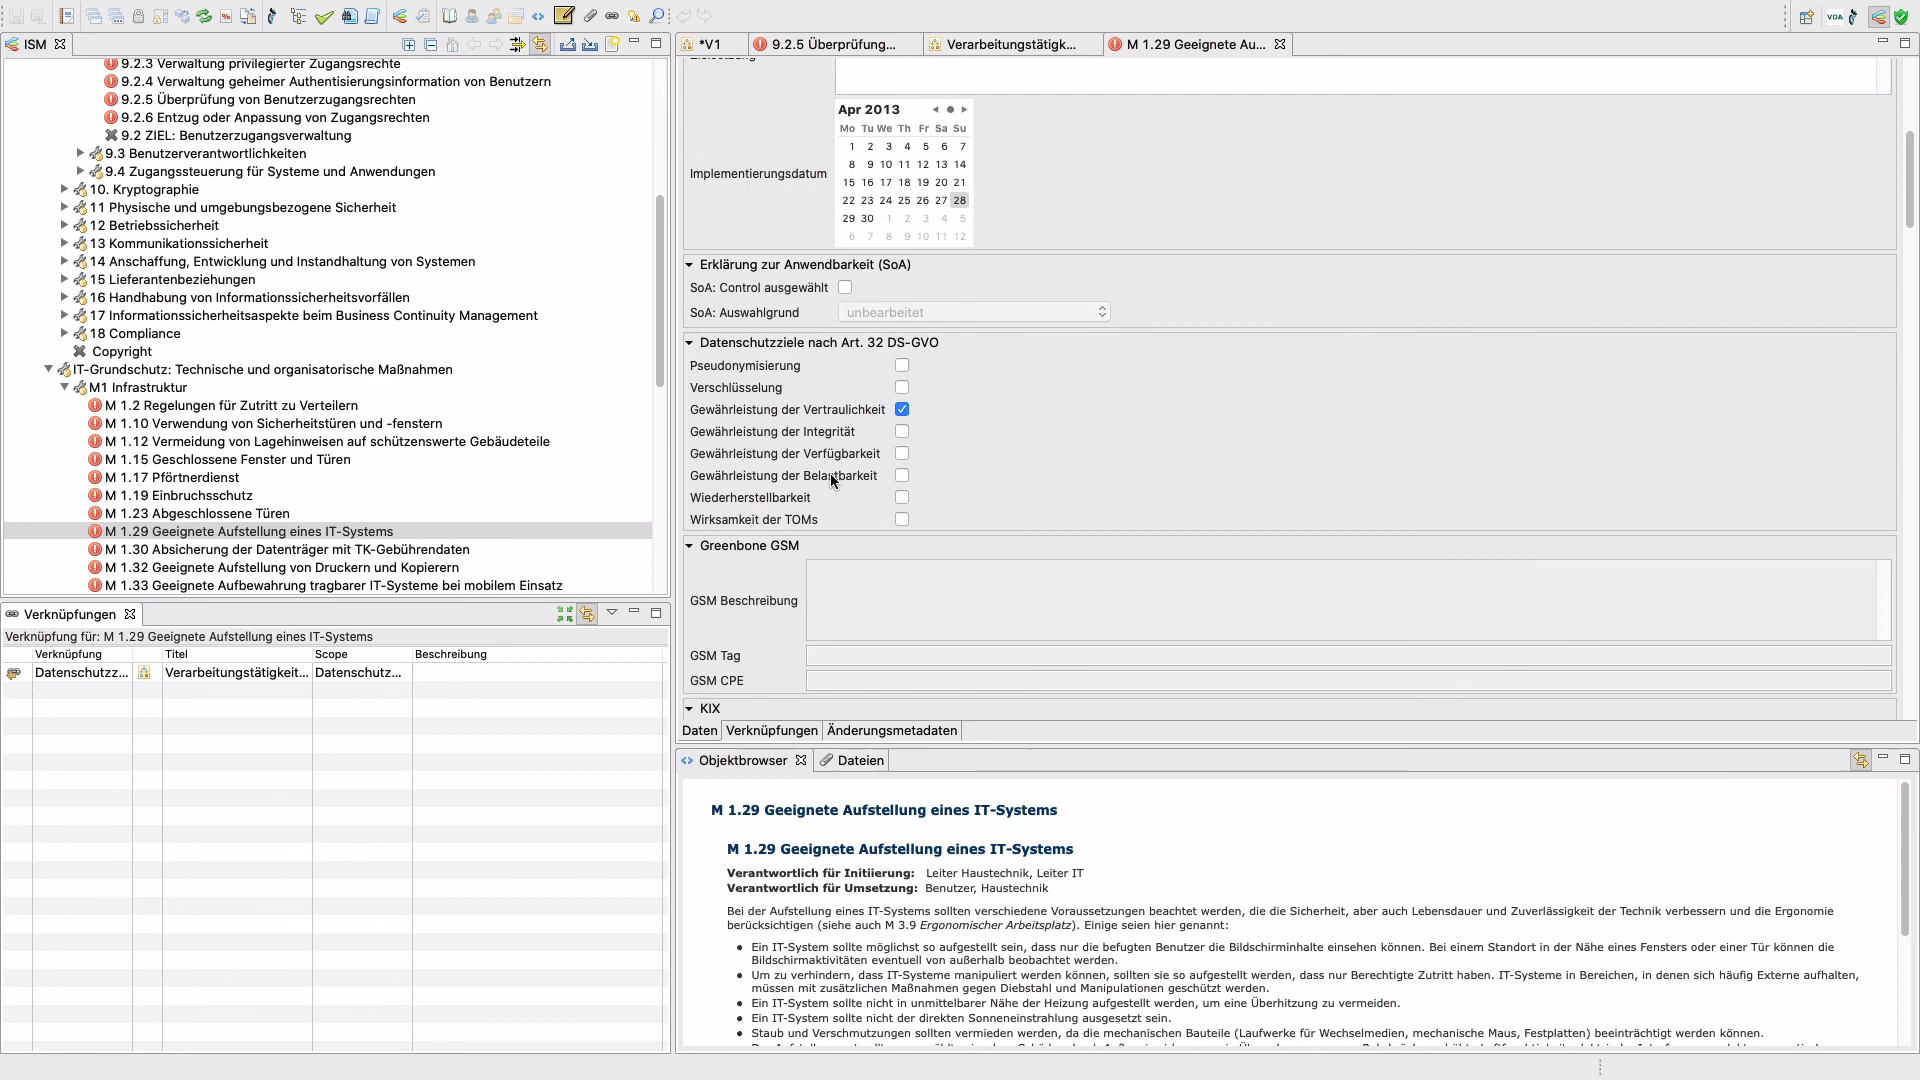 VDA
ISM
9.2.3 Verwaltung privilegierter Zugangsrechte
9.2.4 Verwaltung geheimer Authentisierungsinformation von Benutzern
9.2.5 Überprüfung von Benutzerzugangsrechten
9.2.6 Entzug oder Anpassung von Zugangsrechten
9.2 ZIEL: Benutzerzugangsverwaltung
9.3 Benutzerverantwortlichkeiten
9.4 Zugangssteuerung für Systeme und Anwendungen
10. Kryptographie
11 Physische und umgebungsbezogene Sicherheit
12 Betriebssicherheit
13 Kommunikationssicherheit
14 Anschaffung, Entwicklung und Instandhaltung von Systemen
15 Lieferantenbeziehungen
16 Handhabung von Informationssicherheitsvorfällen
17 Informationssicherheitsaspekte beim Business Continuity Management
18 Compliance
Copyright
IT-Grundschutz: Technische und organisatorische Maßnahmen
M1 Infrastruktur
M 1.2 Regelungen für Zutritt zu Verteilern
M 1.10 Verwendung von Sicherheitstüren und -fenstern
M 1.12 Vermeidung von Lagehinweisen auf schützenswerte Gebäudeteile
M 1.15 Geschlossene Fenster und Türen
M 1.17 Pförtnerdienst
M 1.19 Einbruchsschutz
M 1.23 Abgeschlossene Türen
M 1.29 Geeignete Aufstellung eines IT-Systems
M 1.30 Absicherung der Datenträger mit TK-Gebührendaten
M 1.32 Geeignete Aufstellung von Druckern und Kopierern
M 1.33 Geeignete Aufbewahrung tragbarer IT-Systeme bei mobilem Einsatz
Verknüpfungen
Verknüpfung für: M 1.29 Geeignete Aufstellung eines IT-Systems
Verknüpfung Titel Scope Beschreibung
Datenschutzz... Verarbeitungstätigkeit... Datenschutz...
*V1 9.2.5 Überprüfung... Verarbeitungstätigk... M 1.29 Geeignete Au...
Zielsetzung
Apr 2013
Mo Tu We Th Fr Sa Su
1 2 3 4 5 6 7
8 9 10 11 12 13 14
Implementierungsdatum
15 16 17 18 19 20 21
22 23 24 25 26 27 28
29 30 1 2 3 4 5
6 7 8 9 10 11 12
Erklärung zur Anwendbarkeit (SoA)
SoA: Control ausgewählt
SoA: Auswahlgrund unbearbeitet
Datenschutzziele nach Art. 32 DS-GVO
Pseudonymisierung
Verschlüsselung
Gewährleistung der Vertraulichkeit
Gewährleistung der Integrität
Gewährleistung der Verfügbarkeit
Gewährleistung der Belastbarkeit
Wiederherstellbarkeit
Wirksamkeit der TOMs
Greenbone GSM
GSM Beschreibung
GSM Tag
GSM CPE
KIX
Daten Verknüpfungen Änderungsmetadaten
Objektbrowser Dateien
M 1.29 Geeignete Aufstellung eines IT-Systems
M 1.29 Geeignete Aufstellung eines IT-Systems
Verantwortlich für Initiierung: Leiter Haustechnik, Leiter IT
Verantwortlich für Umsetzung: Benutzer, Haustechnik
Bei der Aufstellung eines IT-Systems sollten verschiedene Voraussetzungen beachtet werden, die die Sicherheit, aber auch Lebensdauer und Zuverlässigkeit der Technik verbessern und die Ergonomie
berücksichtigen (siehe auch M 3.9 Ergonomischer Arbeitsplatz). Einige seien hier genannt:
• Ein IT-System sollte möglichst so aufgestellt sein, dass nur die befugten Benutzer die Bildschirminhalte einsehen können. Bei einem Standort in der Nähe eines Fensters oder einer Tür können die
Bildschirmaktivitäten eventuell von außerhalb beobachtet werden.
• Um zu verhindern, dass IT-Systeme manipuliert werden können, sollten sie so aufgestellt werden, dass nur Berechtigte Zutritt haben. IT-Systeme in Bereichen, in denen sich häufig Externe aufhalten,
müssen mit zusätzlichen Maßnahmen gegen Diebstahl und Manipulationen geschützt werden.
• Ein IT-System sollte nicht in unmittelbarer Nähe der Heizung aufgestellt werden, um eine Überhitzung zu vermeiden.
• Ein IT-System sollte nicht der direkten Sonneneinstrahlung ausgesetzt sein.
• Staub und Verschmutzungen sollten vermieden werden, da die mechanischen Bauteile (Laufwerke für Wechselmedien, mechanische Maus, Festplatten) beeinträchtigt werden können.